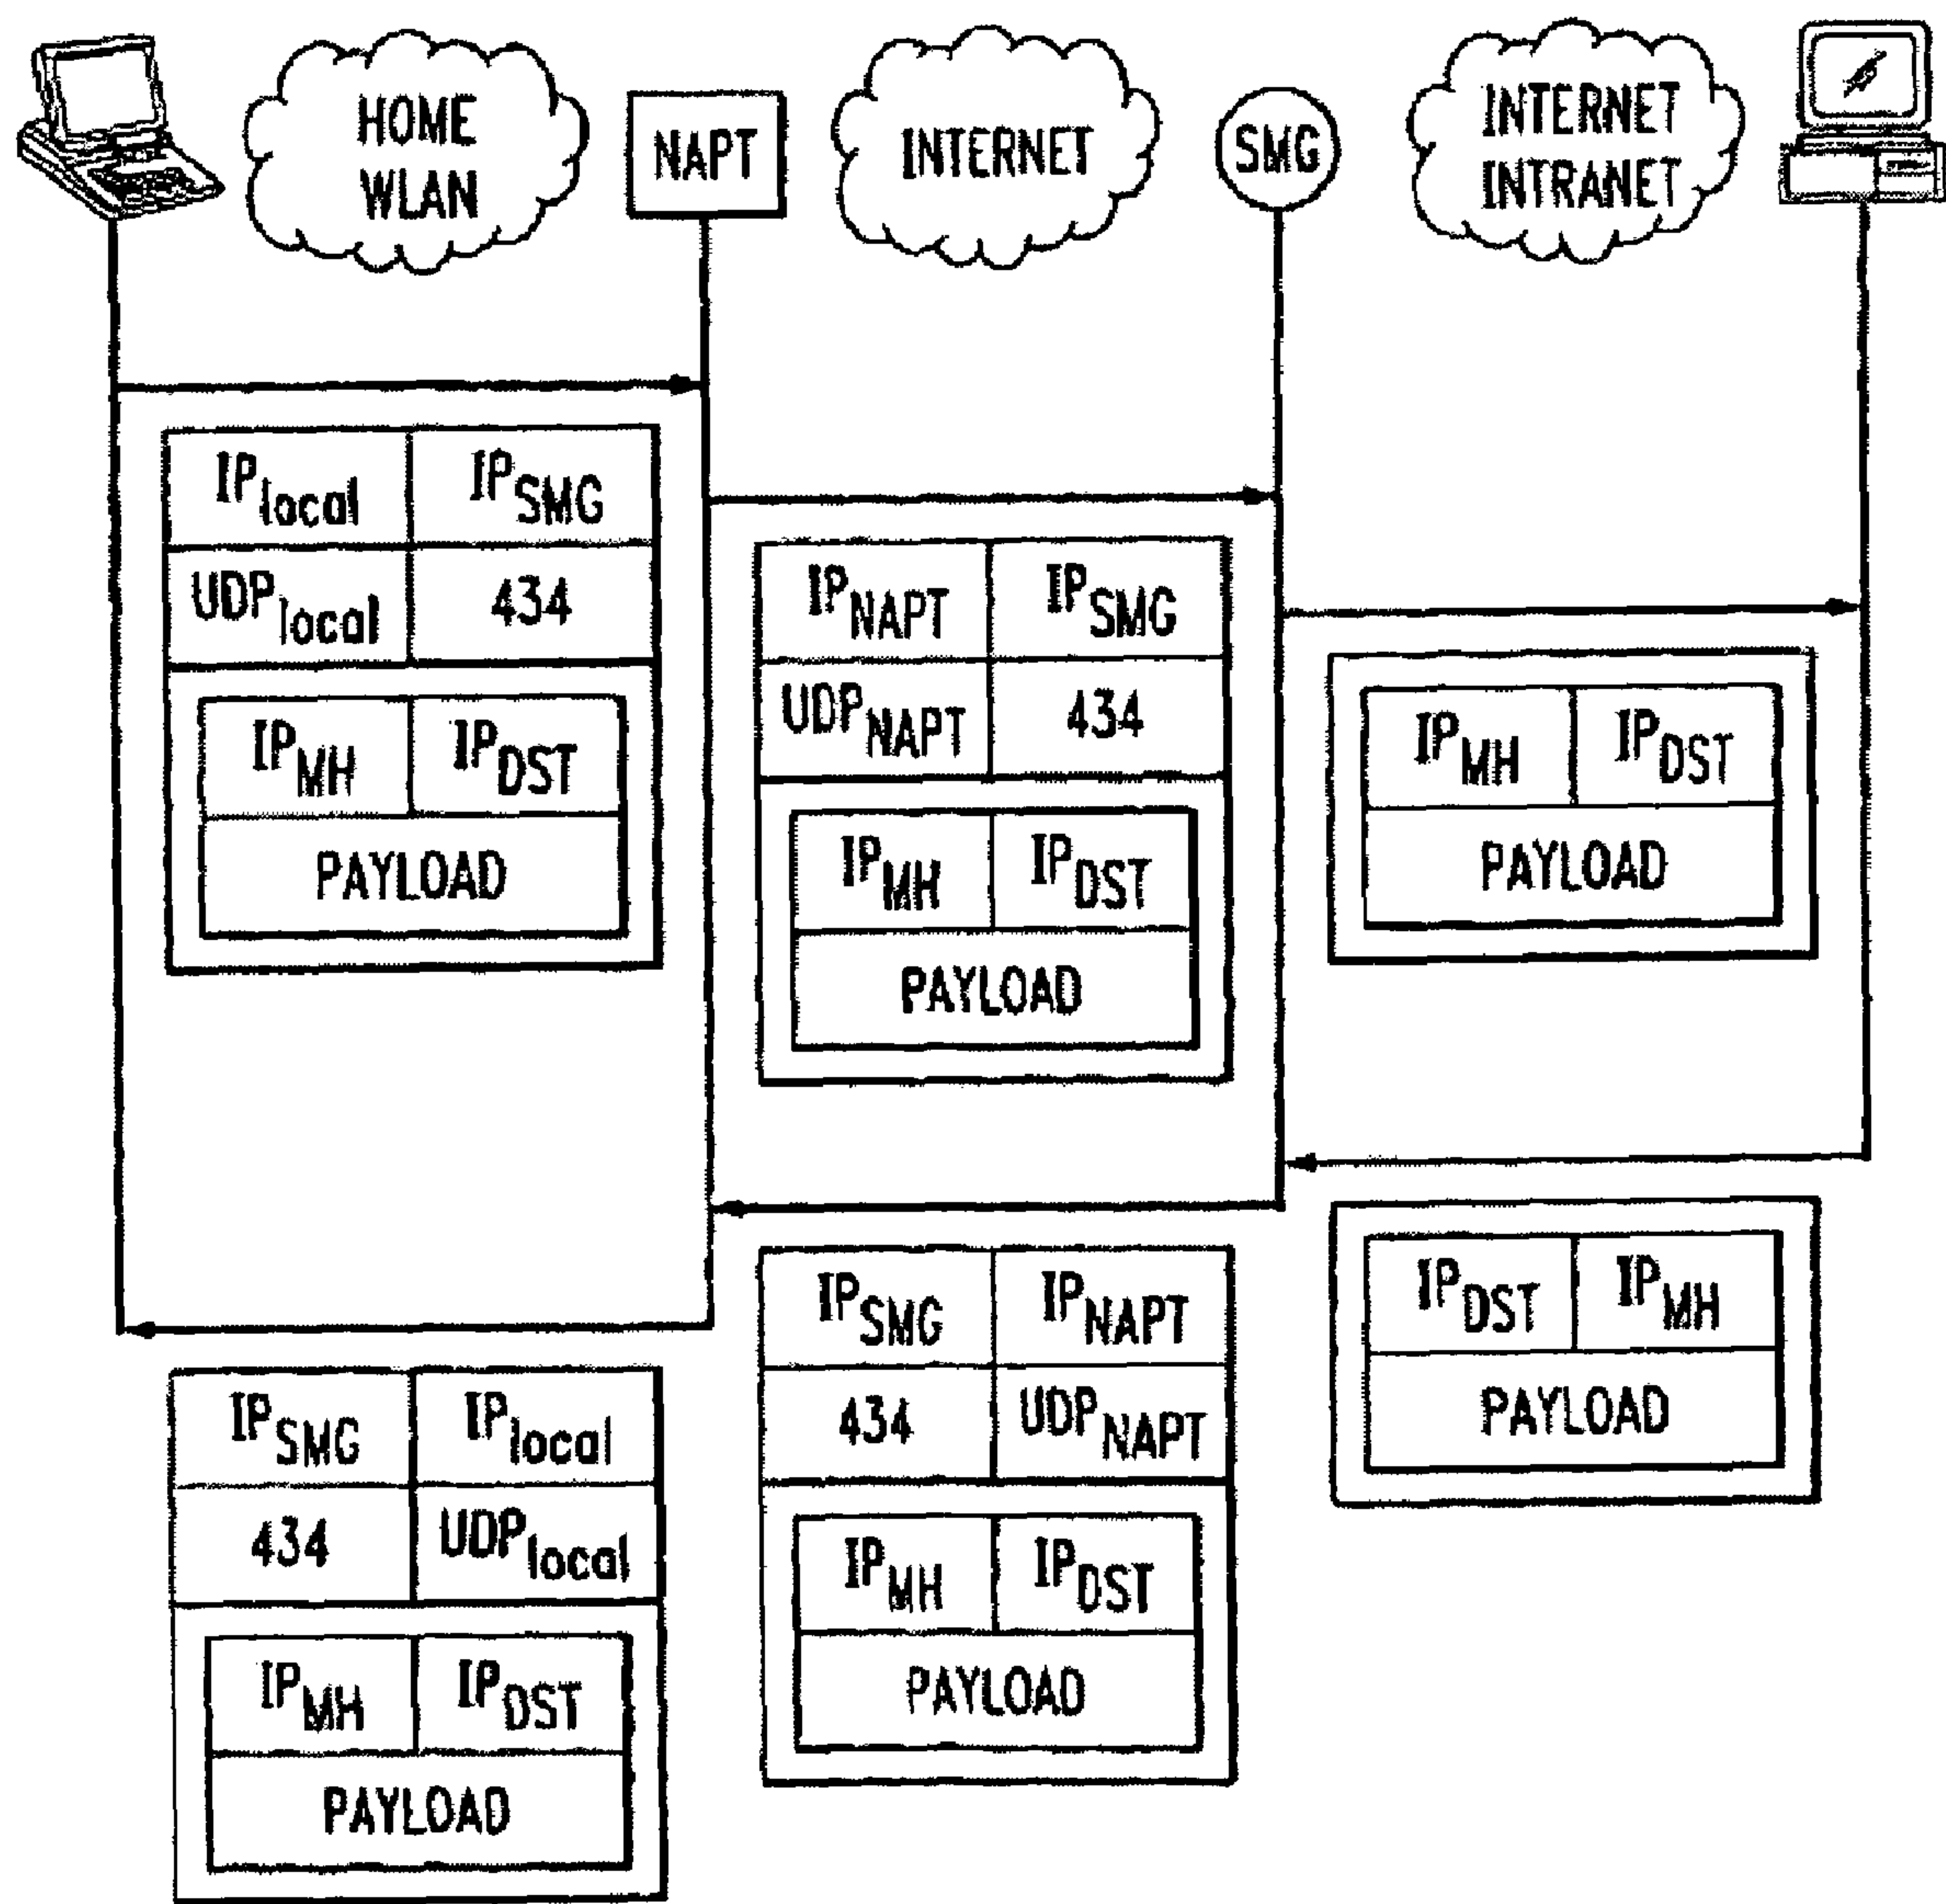 HOME
WLAN
NAPT
INTERNET
SMG
INTERNET
INTRANET
IPlocal IPSMG
UDPlocal 434
IPMH IPDST
PAYLOAD
IPNAPT IPSMG
UDPNAPT 434
IPMH IPDST
PAYLOAD
IPMH IPDST
PAYLOAD
IPDST IPMH
PAYLOAD
IPSMG IPNAPT
434 UDPNAPT
IPMH IPDST
PAYLOAD
IPSMG IPlocal
434 UDPlocal
IPMH IPDST
PAYLOAD